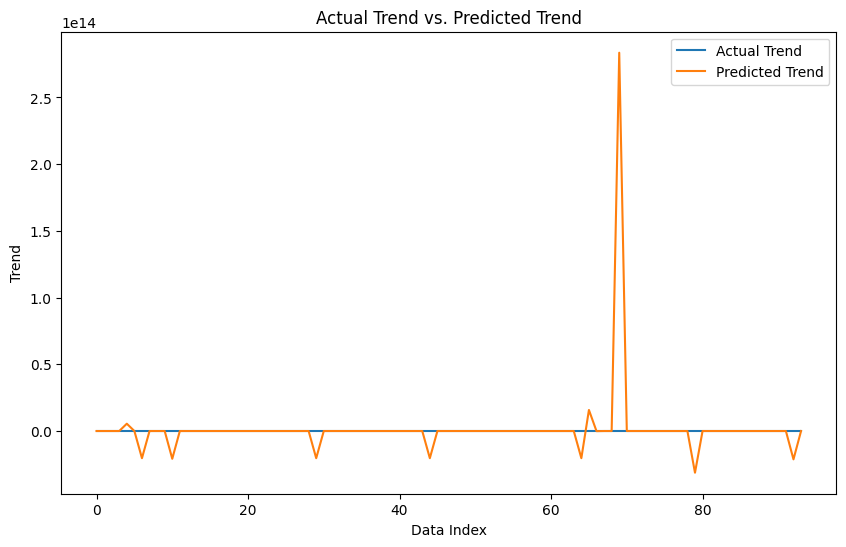 Actual Trend vs. Predicted Trend
1e14
Actual Trend
Predicted Trend
2.5
2.0
1.5
1.0
0.5
0.0
Trend
0 20 40 60 80
Data Index